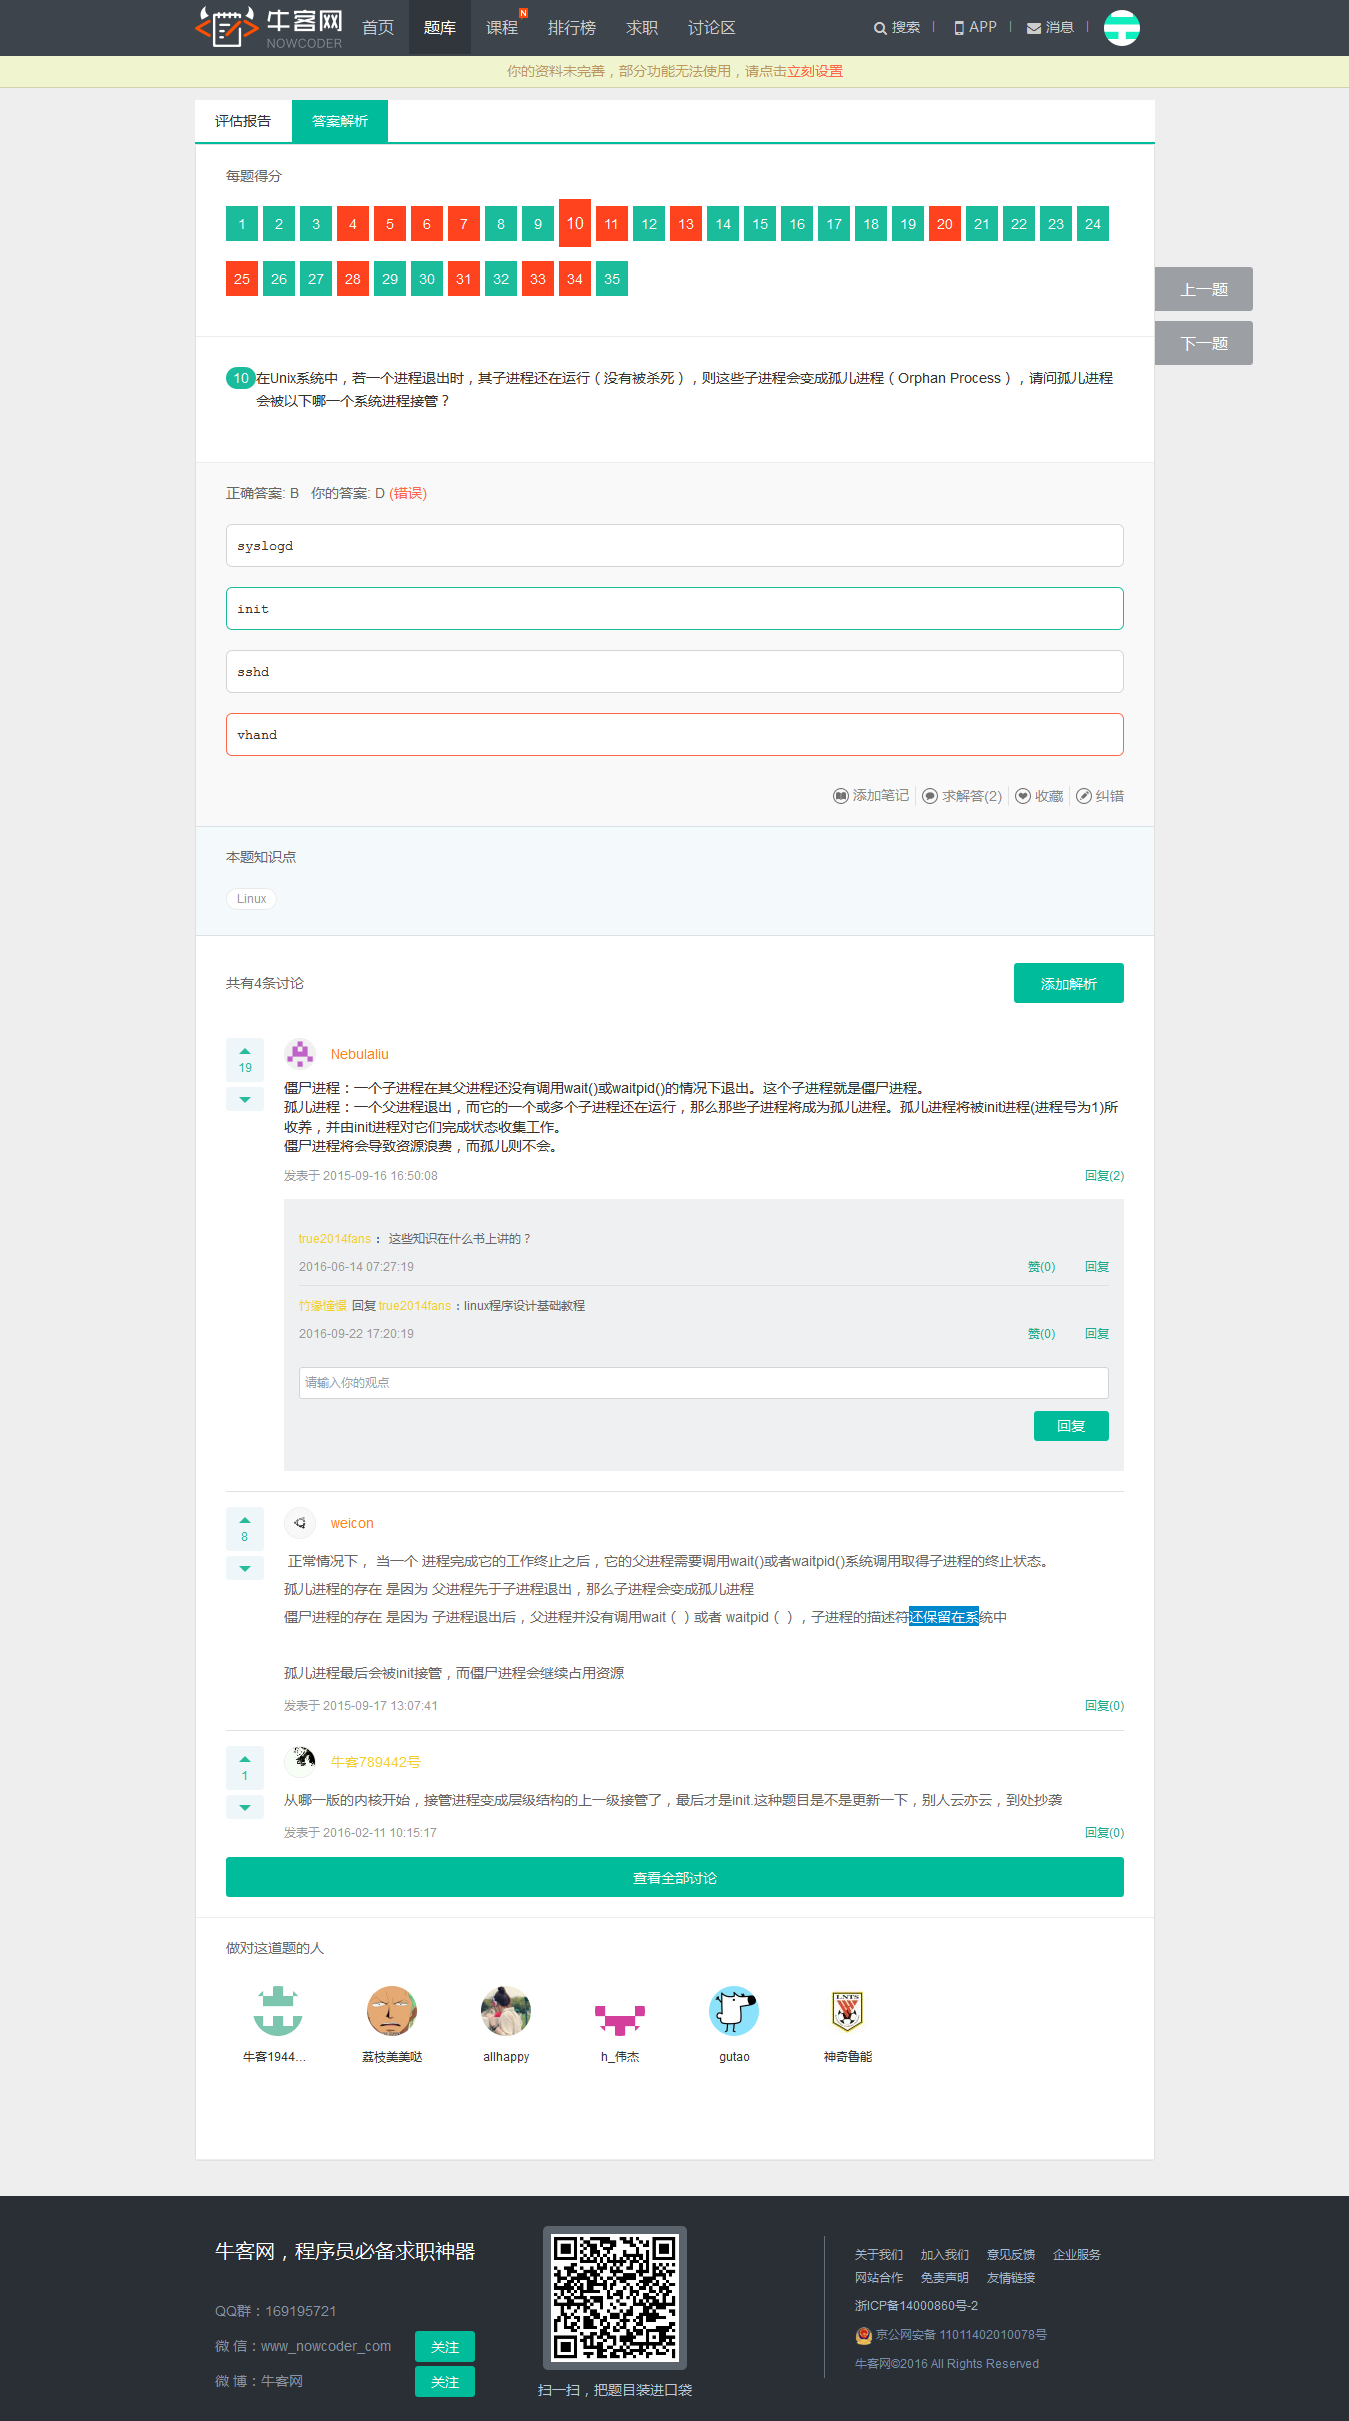 牛客网 NOWCODER 首页 题库 课程 N 排行榜 求职 讨论区 搜索 APP 消息
你的资料未完善，部分功能无法使用，请点击立刻设置
评估报告 答案解析
每题得分
1 2 3 4 5 6 7 8 9 10 11 12 13 14 15 16 17 18 19 20 21 22 23 24
25 26 27 28 29 30 31 32 33 34 35
上一题
下一题
10 在Unix系统中，若一个进程退出时，其子进程还在运行（没有被杀死），则这些子进程会变成孤儿进程（Orphan Process），请问孤儿进程
会被以下哪一个系统进程接管？
正确答案: B 你的答案: D (错误)
syslogd
init
sshd
vhand
添加笔记 求解答(2) 收藏 纠错
本题知识点
Linux
共有4条讨论 添加解析
19
Nebulaliu
僵尸进程：一个子进程在其父进程还没有调用wait()或waitpid()的情况下退出。这个子进程就是僵尸进程。
孤儿进程：一个父进程退出，而它的一个或多个子进程还在运行，那么那些子进程将成为孤儿进程。孤儿进程将被init进程(进程号为1)所
收养，并由init进程对它们完成状态收集工作。
僵尸进程将会导致资源浪费，而孤儿则不会。
发表于 2015-09-16 16:50:08 回复(2)
true2014fans ： 这些知识在什么书上讲的？
2016-06-14 07:27:19 赞(0) 回复
竹缘憧憬 回复 true2014fans ：linux程序设计基础教程
2016-09-22 17:20:19 赞(0) 回复
请输入你的观点
回复
8
weicon
正常情况下， 当一个 进程完成它的工作终止之后，它的父进程需要调用wait()或者waitpid()系统调用取得子进程的终止状态。
孤儿进程的存在 是因为 父进程先于子进程退出，那么子进程会变成孤儿进程
僵尸进程的存在 是因为 子进程退出后，父进程并没有调用wait（ ）或者 waitpid（ ），子进程的描述符还保留在系统中
孤儿进程最后会被init接管，而僵尸进程会继续占用资源
发表于 2015-09-17 13:07:41 回复(0)
1
牛客789442号
从哪一版的内核开始，接管进程变成层级结构的上一级接管了，最后才是init.这种题目是不是更新一下，别人云亦云，到处抄袭
发表于 2016-02-11 10:15:17 回复(0)
查看全部讨论
做对这道题的人
LNTS
牛客1944... 荔枝美美哒 allhappy h_伟杰 gutao 神奇鲁能
牛客网，程序员必备求职神器
QQ群：169195721
微 信：www_nowcoder_com 关注
微 博：牛客网 关注
扫一扫，把题目装进口袋
关于我们 加入我们 意见反馈 企业服务
网站合作 免责声明 友情链接
浙ICP备14000860号-2
京公网安备 11011402010078号
牛客网©2016 All Rights Reserved